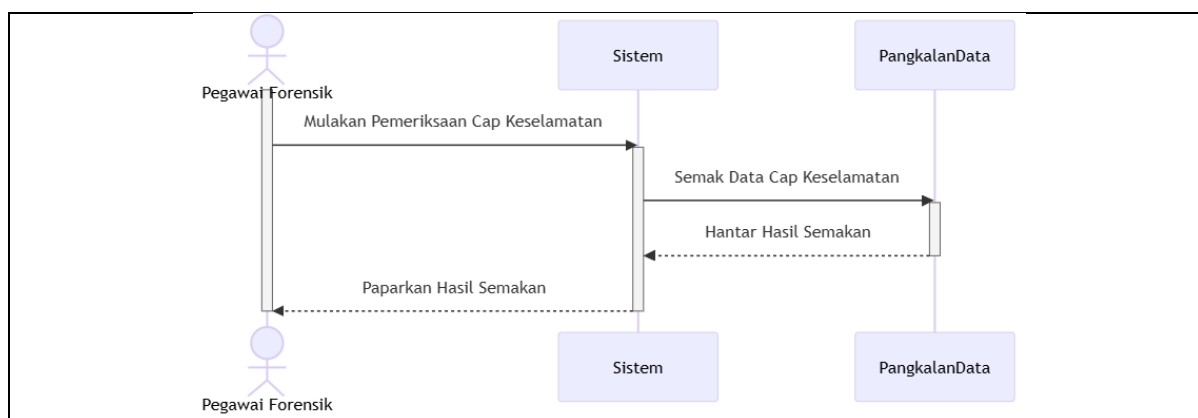 Sistem
PangkalanData
Pegawai Forensik
Mulakan Pemeriksaan Cap Keselamatan
Semak Data Cap Keselamatan
Hantar Hasil Semakan
Paparkan Hasil Semakan
Sistem
PangkalanData
Pegawai Forensik